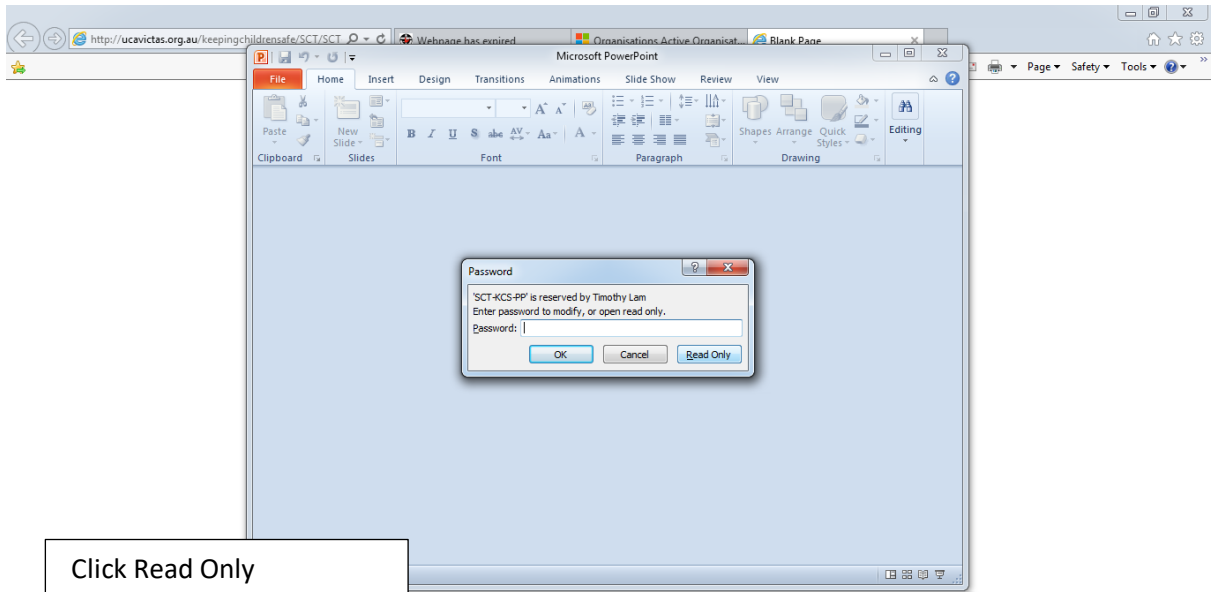 http://ucavictas.org.au/keepingchildrensafe/SCT/SCT
Webpage has expired
Organisations Active Organisat...
Blank Page
Page
Safety
Tools
Microsoft PowerPoint
File
Home
Insert
Design
Transitions
Animations
Slide Show
Review
View
Paste
New
Slide
B I U S abc AV Aa A
Shapes
Arrange
Quick
Styles
Editing
Clipboard
Slides
Font
Paragraph
Drawing
Password
'SCT-KCS-PP' is reserved by Timothy Lam
Enter password to modify, or open read only.
Password:
OK
Cancel
Read Only
Click Read Only